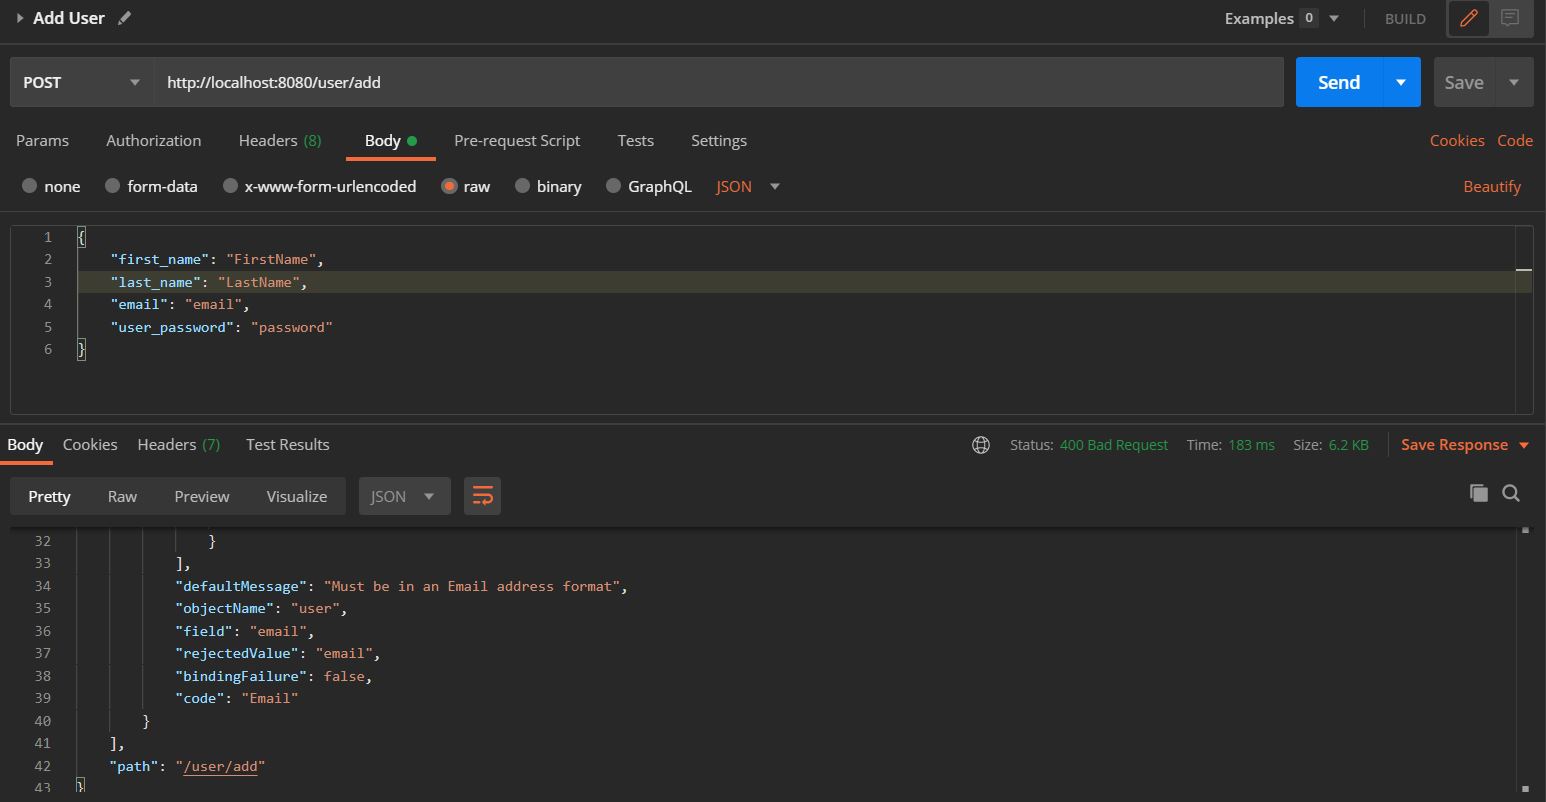 Add User
Examples 0 BUILD
POST http://localhost:8080/user/add Send Save
Params Authorization Headers (8) Body Pre-request Script Tests Settings Cookies Code
none form-data x-www-form-urlencoded raw binary GraphQL JSON Beautify
1 {
2 "first_name": "FirstName",
3 "last_name": "LastName",
4 "email": "email",
5 "user_password": "password"
6 }
Body Cookies Headers (7) Test Results Status: 400 Bad Request Time: 183 ms Size: 6.2 KB Save Response
Pretty Raw Preview Visualize JSON
32 }
33 ],
34 "defaultMessage": "Must be in an Email address format",
35 "objectName": "user",
36 "field": "email",
37 "rejectedValue": "email",
38 "bindingFailure": false,
39 "code": "Email"
40 }
41 ],
42 "path": "/user/add"
43 }